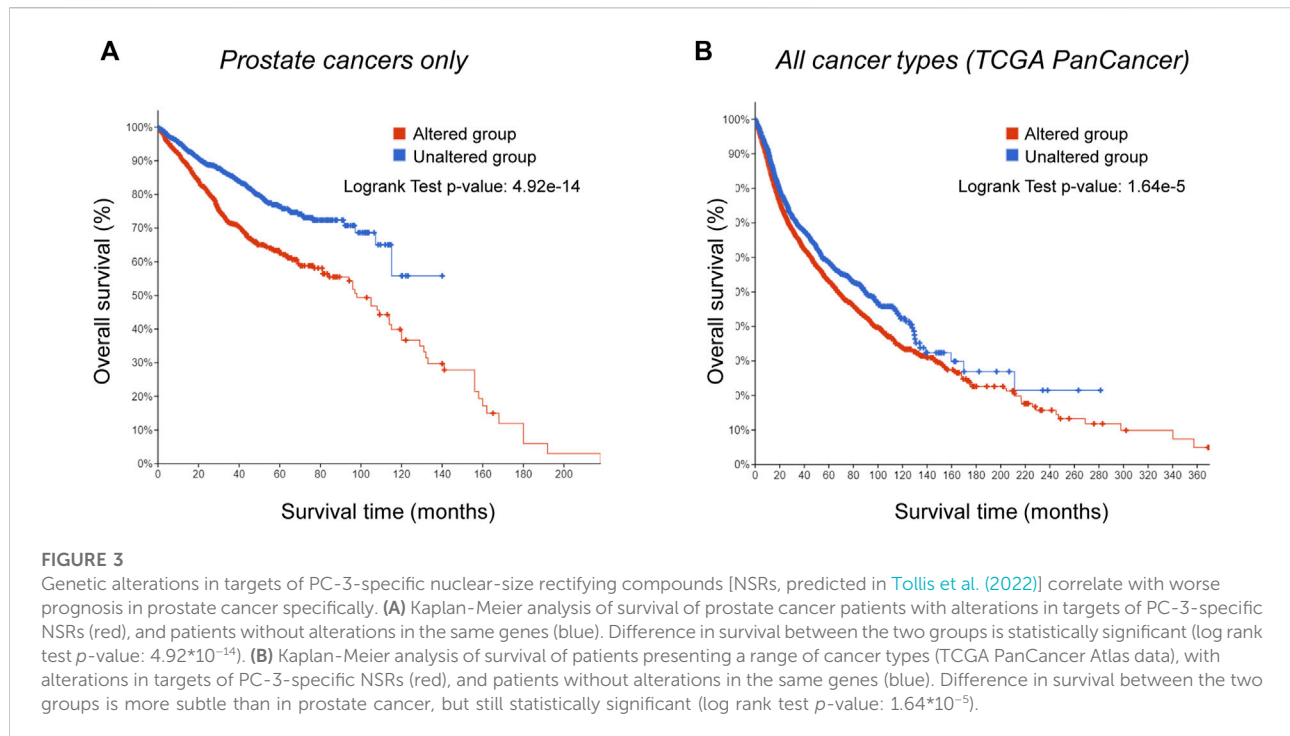 A
Prostate cancers only
100%
90%
80%
70%
60%
50%
40%
30%
20%
10%
0%
Overall survival (%)
Altered group
Unaltered group
Logrank Test p-value: 4.92e-14
0 20 40 60 80 100 120 140 160 180 200
Survival time (months)
B
All cancer types (TCGA PanCancer)
100%
90%
0%
0%
0%
0%
0%
0%
0%
10%
0%
Overall survival (%)
Altered group
Unaltered group
Logrank Test p-value: 1.64e-5
0 20 40 60 80 100 120 140 160 180 200 220 240 260 280 300 320 340 360
Survival time (months)
FIGURE 3
Genetic alterations in targets of PC-3-specific nuclear-size rectifying compounds [NSRs, predicted in Tollis et al. (2022)] correlate with worse
prognosis in prostate cancer specifically. (A) Kaplan-Meier analysis of survival of prostate cancer patients with alterations in targets of PC-3-specific
NSRs (red), and patients without alterations in the same genes (blue). Difference in survival between the two groups is statistically significant (log rank
test p-value: 4.92*10⁻¹⁴). (B) Kaplan-Meier analysis of survival of patients presenting a range of cancer types (TCGA PanCancer Atlas data), with
alterations in targets of PC-3-specific NSRs (red), and patients without alterations in the same genes (blue). Difference in survival between the two
groups is more subtle than in prostate cancer, but still statistically significant (log rank test p-value: 1.64*10⁻⁵).